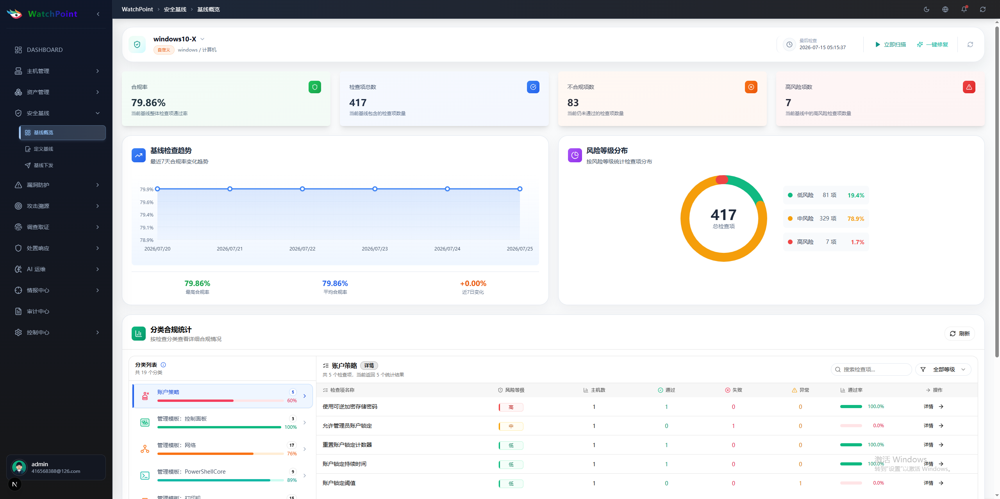 WatchPoint
WatchPoint › 安全基线 › 基线概览
DASHBOARD
主机管理
资产管理
安全基线
基线概览
定义基线
基线下发
漏洞防护
攻击溯源
调查取证
处置响应
AI 运维
情报中心
审计中心
控制中心
admin
416568388@126.com
N
windows10-X
自定义 windows / 计算机
最后检查
2026-07-15 05:15:37
立即扫描
一键修复
合规率
79.86%
当前基线整体检查项通过率
检查项总数
417
当前基线包含的检查项数量
不合规项数
83
当前仍未通过的检查项数量
高风险项数
7
当前基线中的高风险检查项数量
基线检查趋势
最近7天合规率变化趋势
79.9%
79.6%
79.4%
79.1%
78.9%
2026/07/20 2026/07/21 2026/07/22 2026/07/23 2026/07/24 2026/07/25
79.86%
最高合规率
79.86%
平均合规率
+0.00%
近7日变化
风险等级分布
按风险等级统计检查项分布
417
总检查项
低风险 81 项 19.4%
中风险 329 项 78.9%
高风险 7 项 1.7%
分类合规统计
按检查分类查看详细合规情况
刷新
分类列表
共 19 个分类
账户策略 5
60%
管理模板：控制面板 3
100%
管理模板：网络 17
76%
管理模板：PowerShellCore 9
89%
管理模板：打印机 15
账户策略 详情
共 5 个检查项，当前返回 5 个统计结果
搜索检查项...
全部等级
检查项名称 风险等级 主机数 通过 失败 异常 通过率 操作
使用可逆加密存储密码 高 1 1 0 0 100.0% 详情
允许管理员账户锁定 中 1 0 1 0 0.0% 详情
重置账户锁定计数器 低 1 1 0 0 100.0% 详情
账户锁定持续时间 低 1 1 0 0 100.0% 详情
账户锁定阈值 低 1 0 0 1 0.0% 详情
激活 Windows
转到"设置"以激活 Windows。